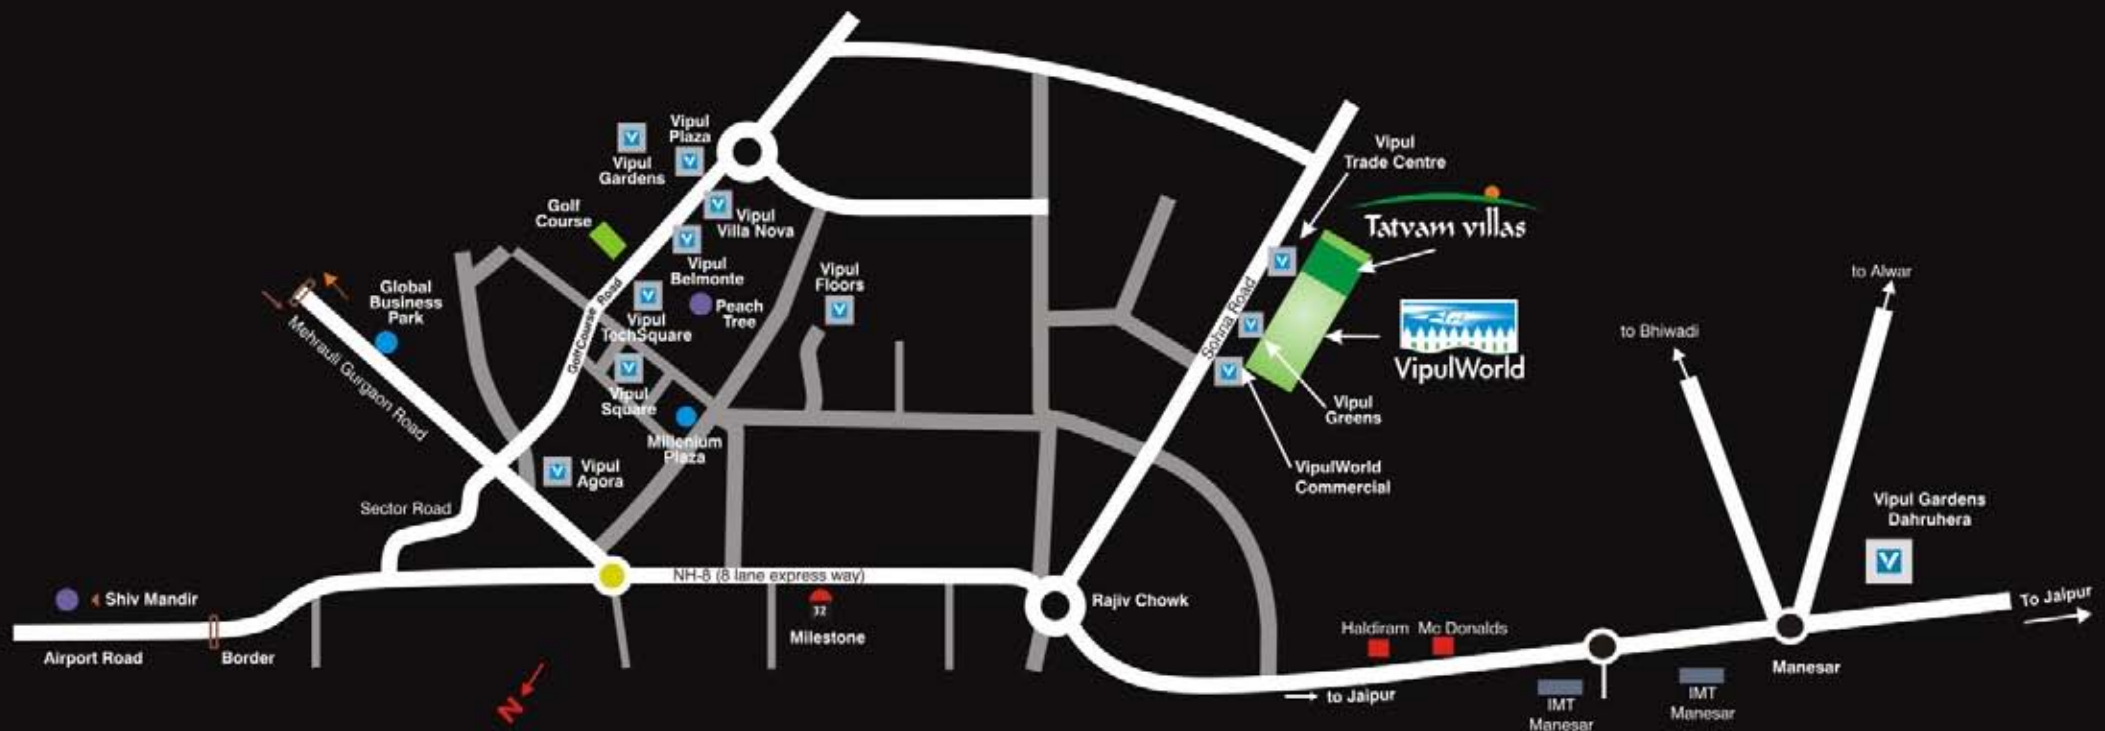 Vipul
Plaza
Vipul
Gardens
Vipul
Trade Centre
Golf
Course
Vipul
Villa Nova
Tatvam villas
Vipul
Belmonte
Vipul
Floors
Global
Business
Park
Peach
Tree
to Alwar
Vipul
TechSquare
GolfCourse Road
Sohna Road
to Bhiwadi
Mehrauli Gurgaon Road
VipulWorld
Vipul
Square
Vipul
Greens
Millenium
Plaza
Vipul
Agora
VipulWorld
Commercial
Sector Road
Vipul Gardens
Dahruhera
NH-8 (8 lane express way)
Shiv Mandir
Rajiv Chowk
To Jaipur
32
Milestone
Haldiram
Mc Donalds
Airport Road
Border
Manesar
N
to Jaipur
IMT
Manesar
IMT
Manesar